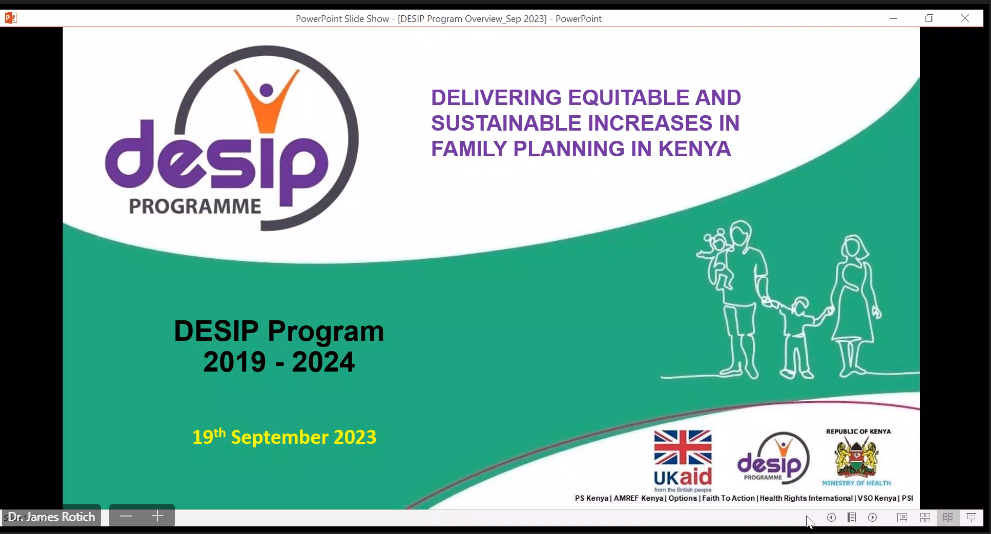 PowerPoint Slide Show - [DESIP Program Overview_Sep 2023] - PowerPoint
desip
PROGRAMME
DELIVERING EQUITABLE AND
SUSTAINABLE INCREASES IN
FAMILY PLANNING IN KENYA
DESIP Program
2019 - 2024
19th September 2023
UKaid
from the British people
desip
PROGRAMME
REPUBLIC OF KENYA
MINISTRY OF HEALTH
PS Kenya| AMREF Kenya| Options |Faith To Action |Health Rights International |VSO Kenya| PSI
Dr. James Rotich